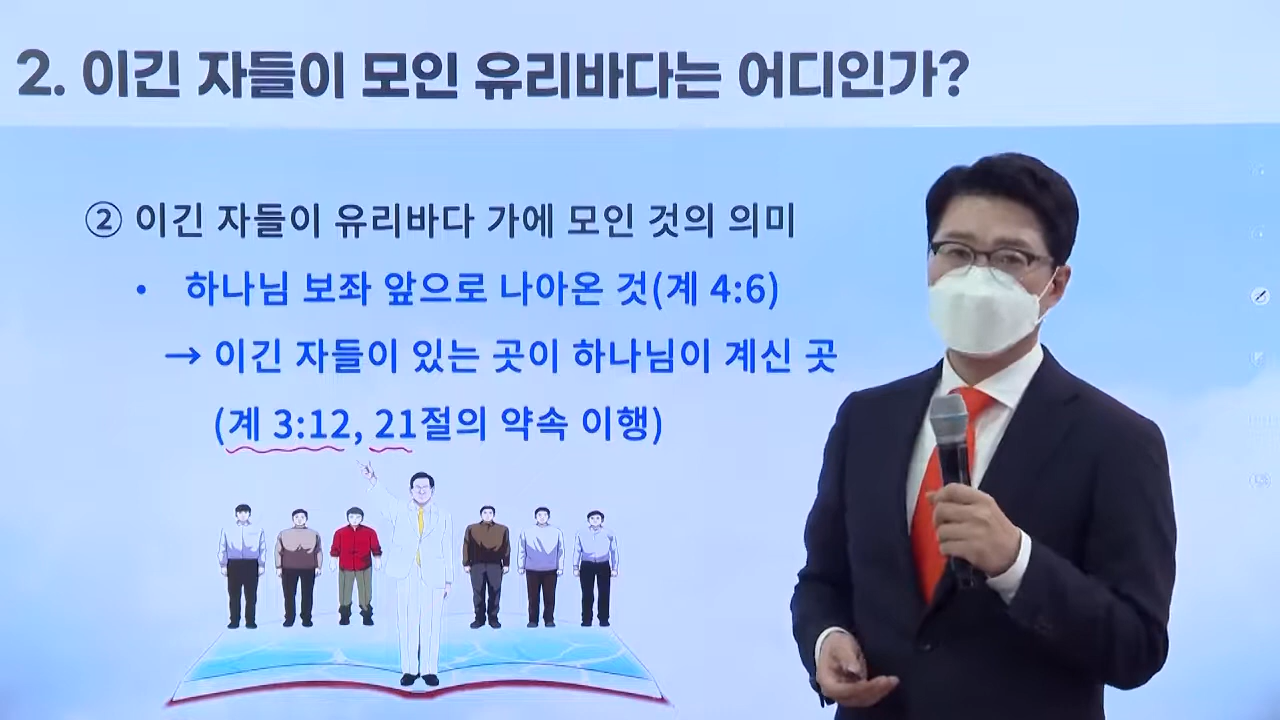 2. 이긴 자들이 모인 유리바다는 어디인가?
② 이긴 자들이 유리바다 가에 모인 것의 의미
• 하나님 보좌 앞으로 나아온 것(계 4:6)
→ 이긴 자들이 있는 곳이 하나님이 계신 곳
(계 3:12, 21절의 약속 이행)